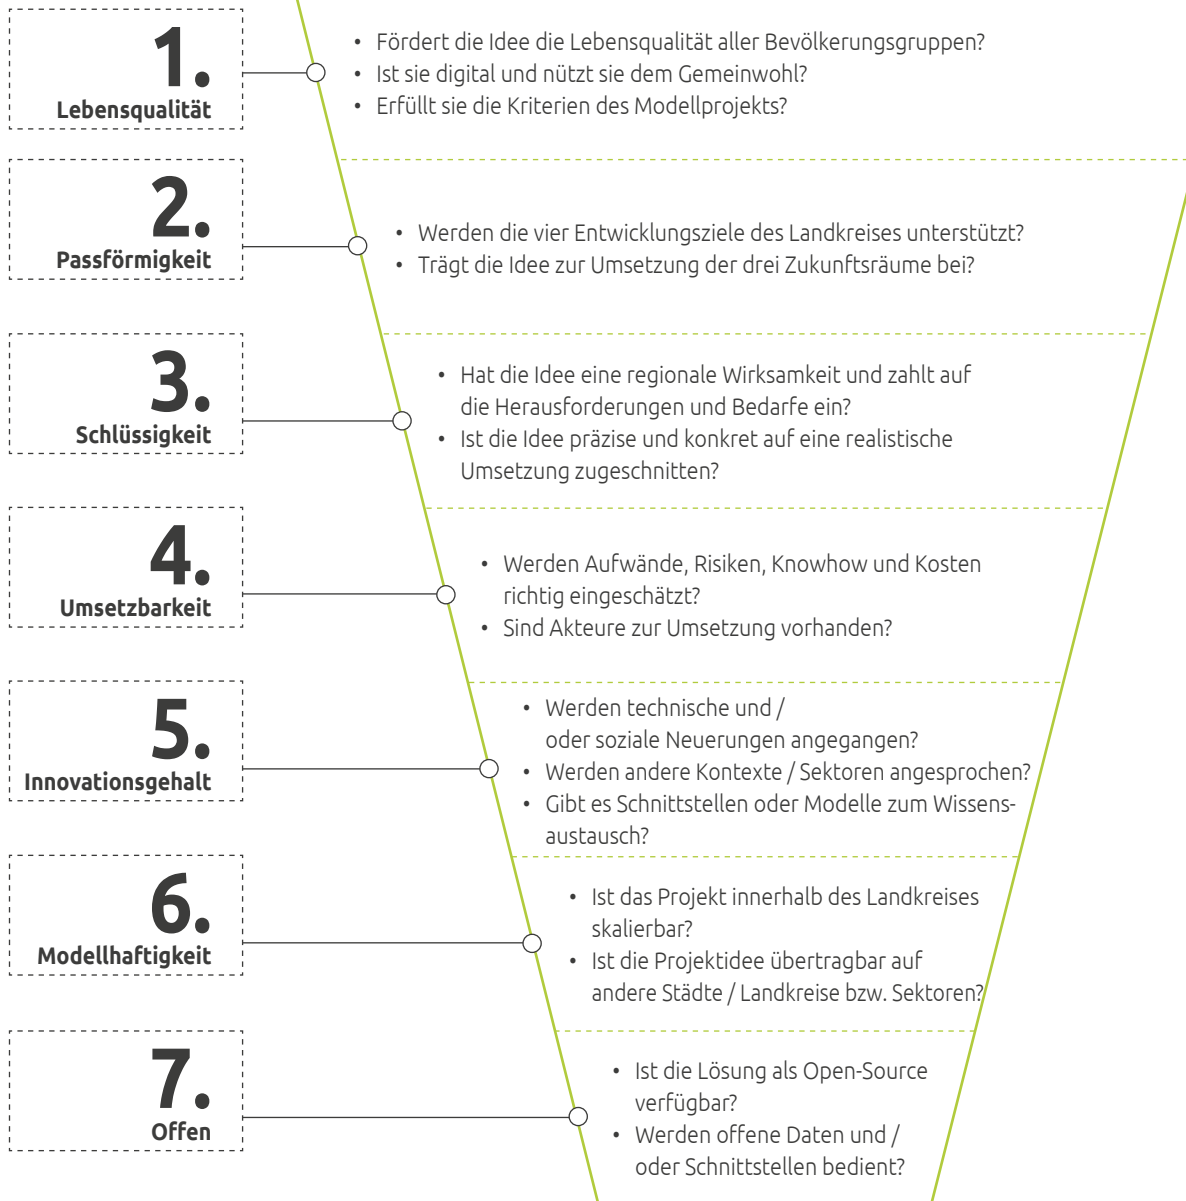 1.
Lebensqualität
• Fördert die Idee die Lebensqualität aller Bevölkerungsgruppen?
• Ist sie digital und nützt sie dem Gemeinwohl?
• Erfüllt sie die Kriterien des Modellprojekts?
2.
Passförmigkeit
• Werden die vier Entwicklungsziele des Landkreises unterstützt?
• Trägt die Idee zur Umsetzung der drei Zukunftsräume bei?
3.
Schlüssigkeit
• Hat die Idee eine regionale Wirksamkeit und zahlt auf
die Herausforderungen und Bedarfe ein?
• Ist die Idee präzise und konkret auf eine realistische
Umsetzung zugeschnitten?
4.
Umsetzbarkeit
• Werden Aufwände, Risiken, Knowhow und Kosten
richtig eingeschätzt?
• Sind Akteure zur Umsetzung vorhanden?
5.
Innovationsgehalt
• Werden technische und /
oder soziale Neuerungen angegangen?
• Werden andere Kontexte / Sektoren angesprochen?
• Gibt es Schnittstellen oder Modelle zum Wissens-
austausch?
6.
Modellhaftigkeit
• Ist das Projekt innerhalb des Landkreises
skalierbar?
• Ist die Projektidee übertragbar auf
andere Städte / Landkreise bzw. Sektoren?
7.
Offen
• Ist die Lösung als Open-Source
verfügbar?
• Werden offene Daten und /
oder Schnittstellen bedient?